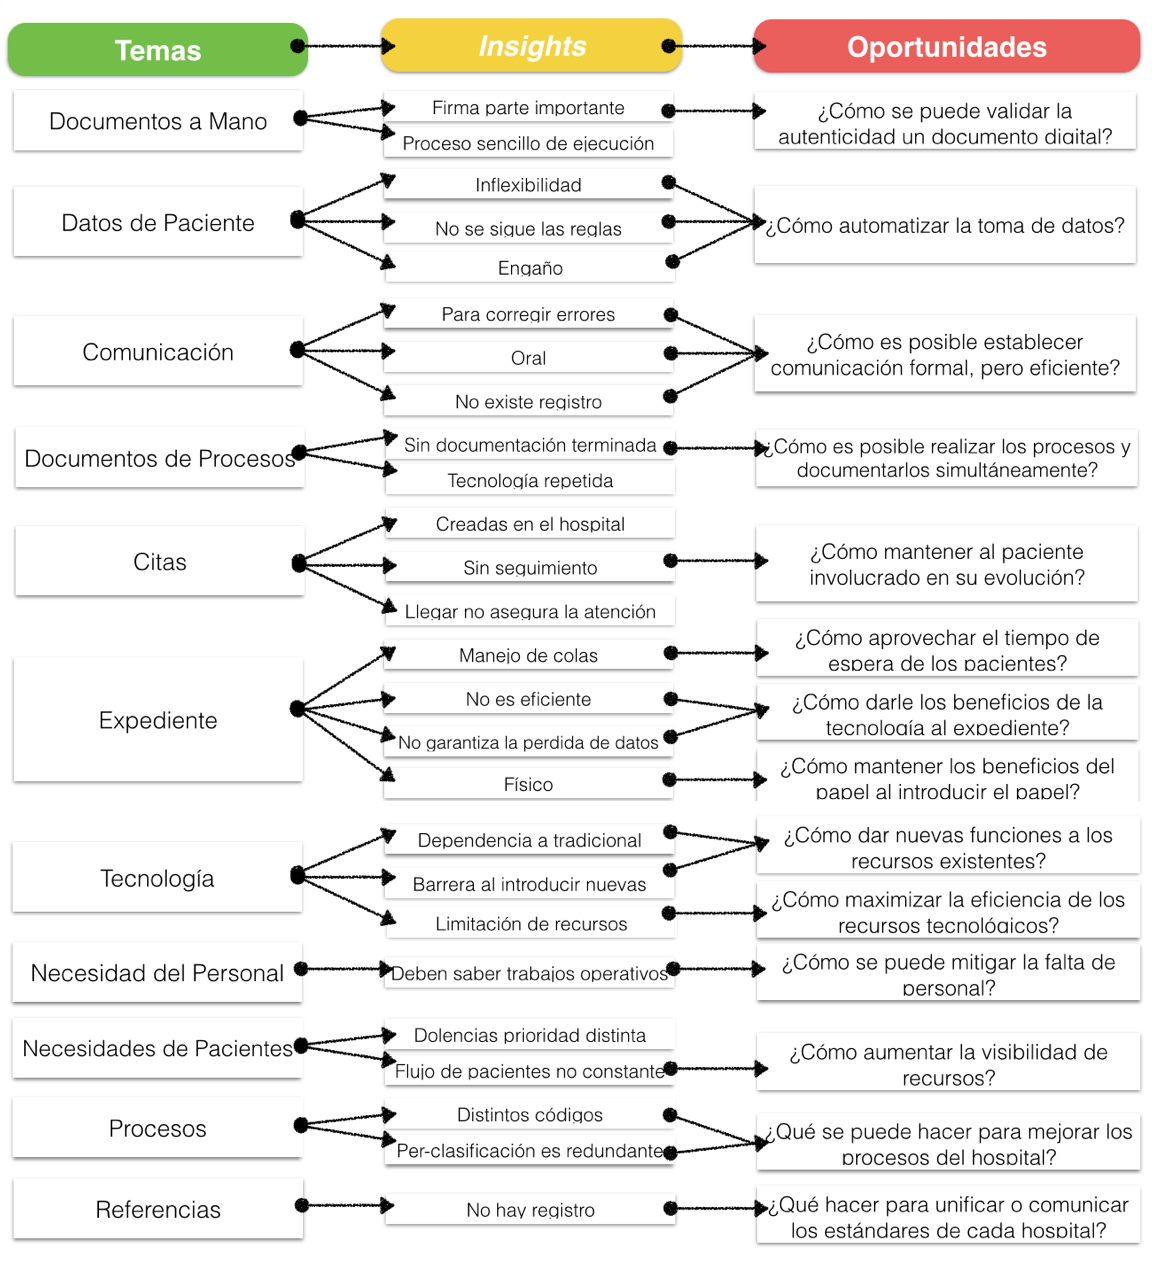 Temas
Insights
Oportunidades
Documentos a Mano
Firma parte importante
Proceso sencillo de ejecución
¿Cómo se puede validar la
autenticidad un documento digital?
Datos de Paciente
Inflexibilidad
No se sigue las reglas
Engaño
¿Cómo automatizar la toma de datos?
Comunicación
Para corregir errores
Oral
No existe registro
¿Cómo es posible establecer
comunicación formal, pero eficiente?
Documentos de Procesos
Sin documentación terminada
Tecnología repetida
¿Cómo es posible realizar los procesos y
documentarlos simultáneamente?
Citas
Creadas en el hospital
Sin seguimiento
Llegar no asegura la atención
¿Cómo mantener al paciente
involucrado en su evolución?
Expediente
Manejo de colas
No es eficiente
No garantiza la perdida de datos
Físico
¿Cómo aprovechar el tiempo de
espera de los pacientes?
¿Cómo darle los beneficios de la
tecnología al expediente?
¿Cómo mantener los beneficios del
papel al introducir el papel?
Tecnología
Dependencia a tradicional
Barrera al introducir nuevas
Limitación de recursos
¿Cómo dar nuevas funciones a los
recursos existentes?
¿Cómo maximizar la eficiencia de los
recursos tecnológicos?
Necesidad del Personal
Deben saber trabajos operativos
¿Cómo se puede mitigar la falta de
personal?
Necesidades de Pacientes
Dolencias prioridad distinta
Flujo de pacientes no constante
¿Cómo aumentar la visibilidad de
recursos?
Procesos
Distintos códigos
Per-clasificación es redundante
¿Qué se puede hacer para mejorar los
procesos del hospital?
Referencias
No hay registro
¿Qué hacer para unificar o comunicar
los estándares de cada hospital?